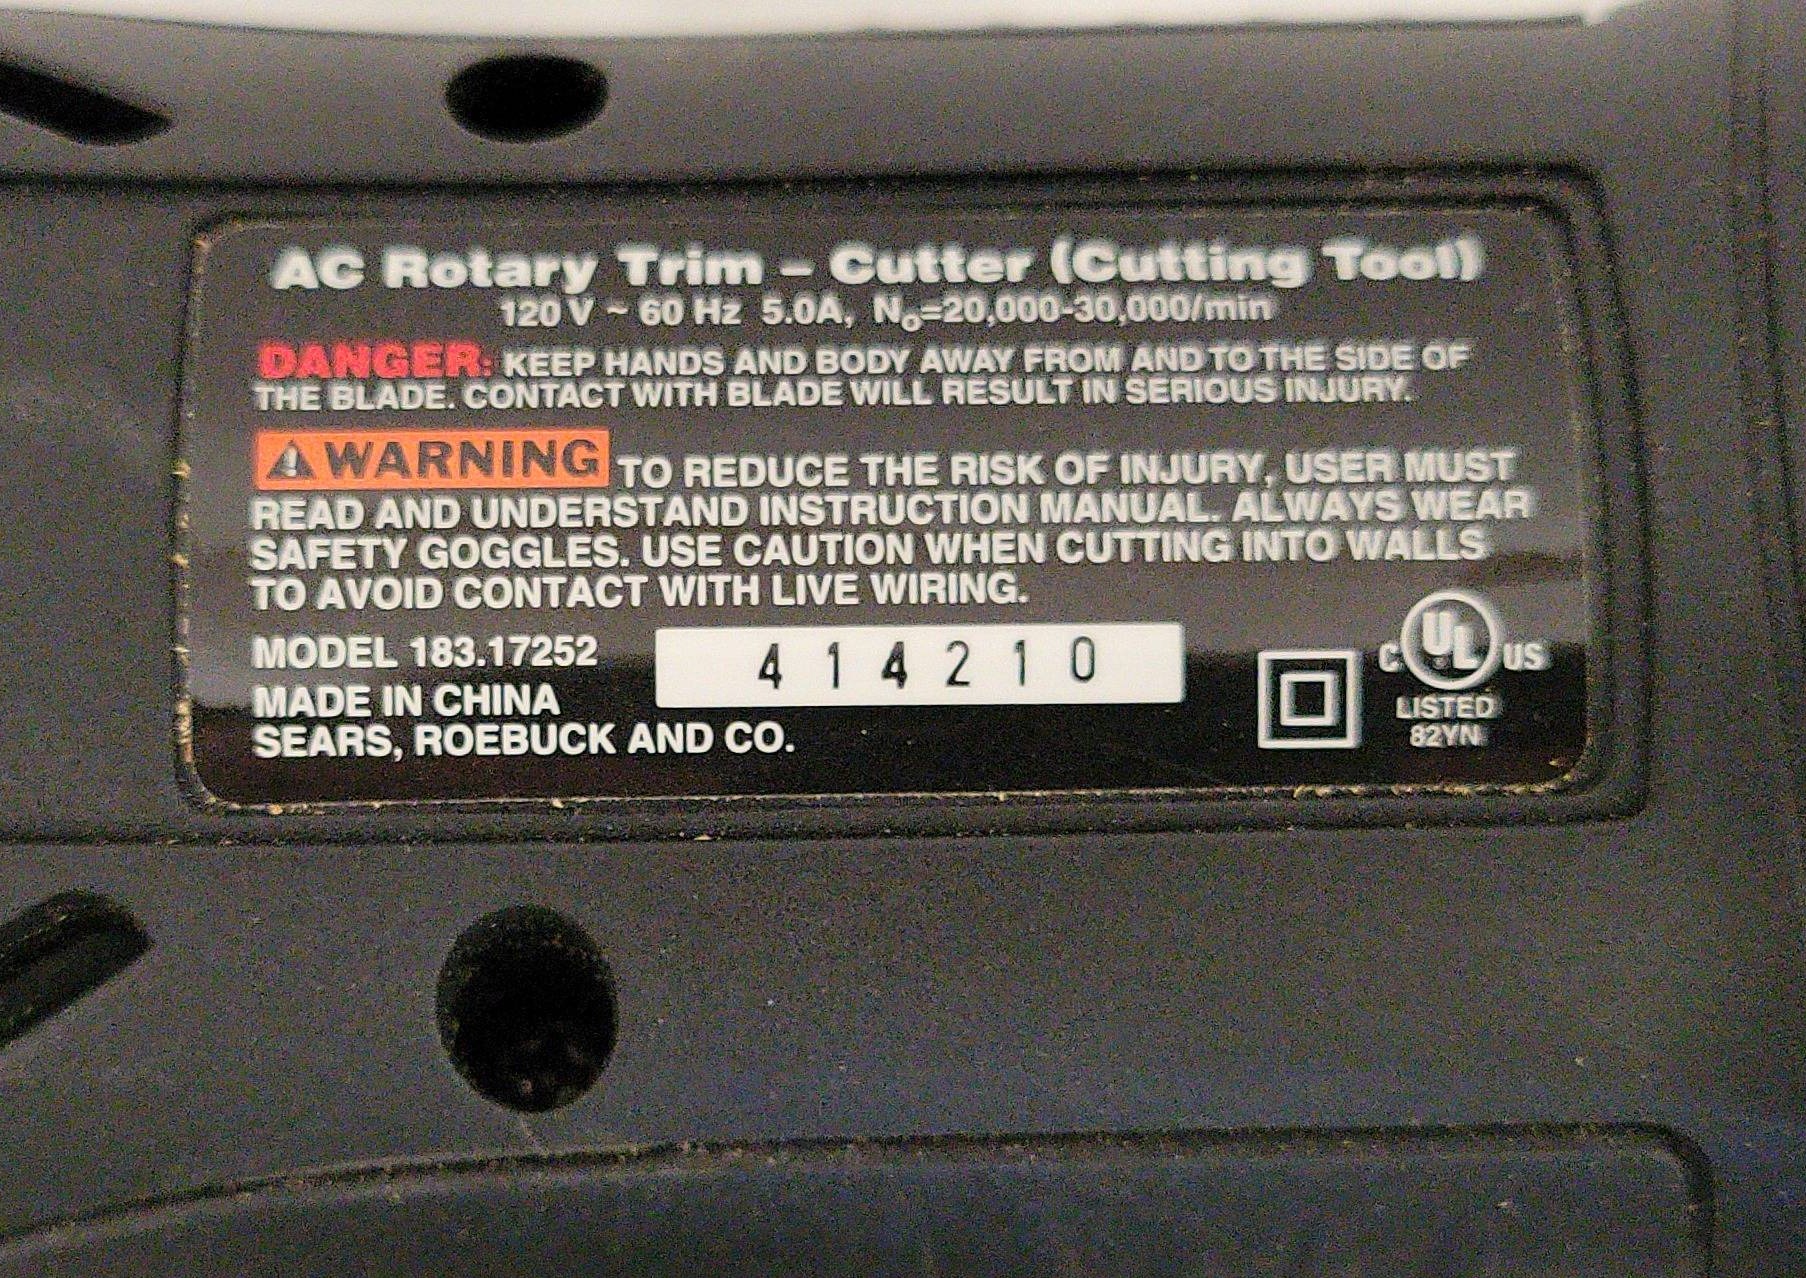 AC Rotary Trim – Cutter (Cutting Tool)
120 V ~ 60 Hz 5.0A, No=20,000-30,000/min
DANGER: KEEP HANDS AND BODY AWAY FROM AND TO THE SIDE OF
THE BLADE. CONTACT WITH BLADE WILL RESULT IN SERIOUS INJURY.
⚠WARNING TO REDUCE THE RISK OF INJURY, USER MUST
READ AND UNDERSTAND INSTRUCTION MANUAL. ALWAYS WEAR
SAFETY GOGGLES. USE CAUTION WHEN CUTTING INTO WALLS
TO AVOID CONTACT WITH LIVE WIRING.
MODEL 183.17252
414210
MADE IN CHINA
SEARS, ROEBUCK AND CO.
C UL US
LISTED
82YN